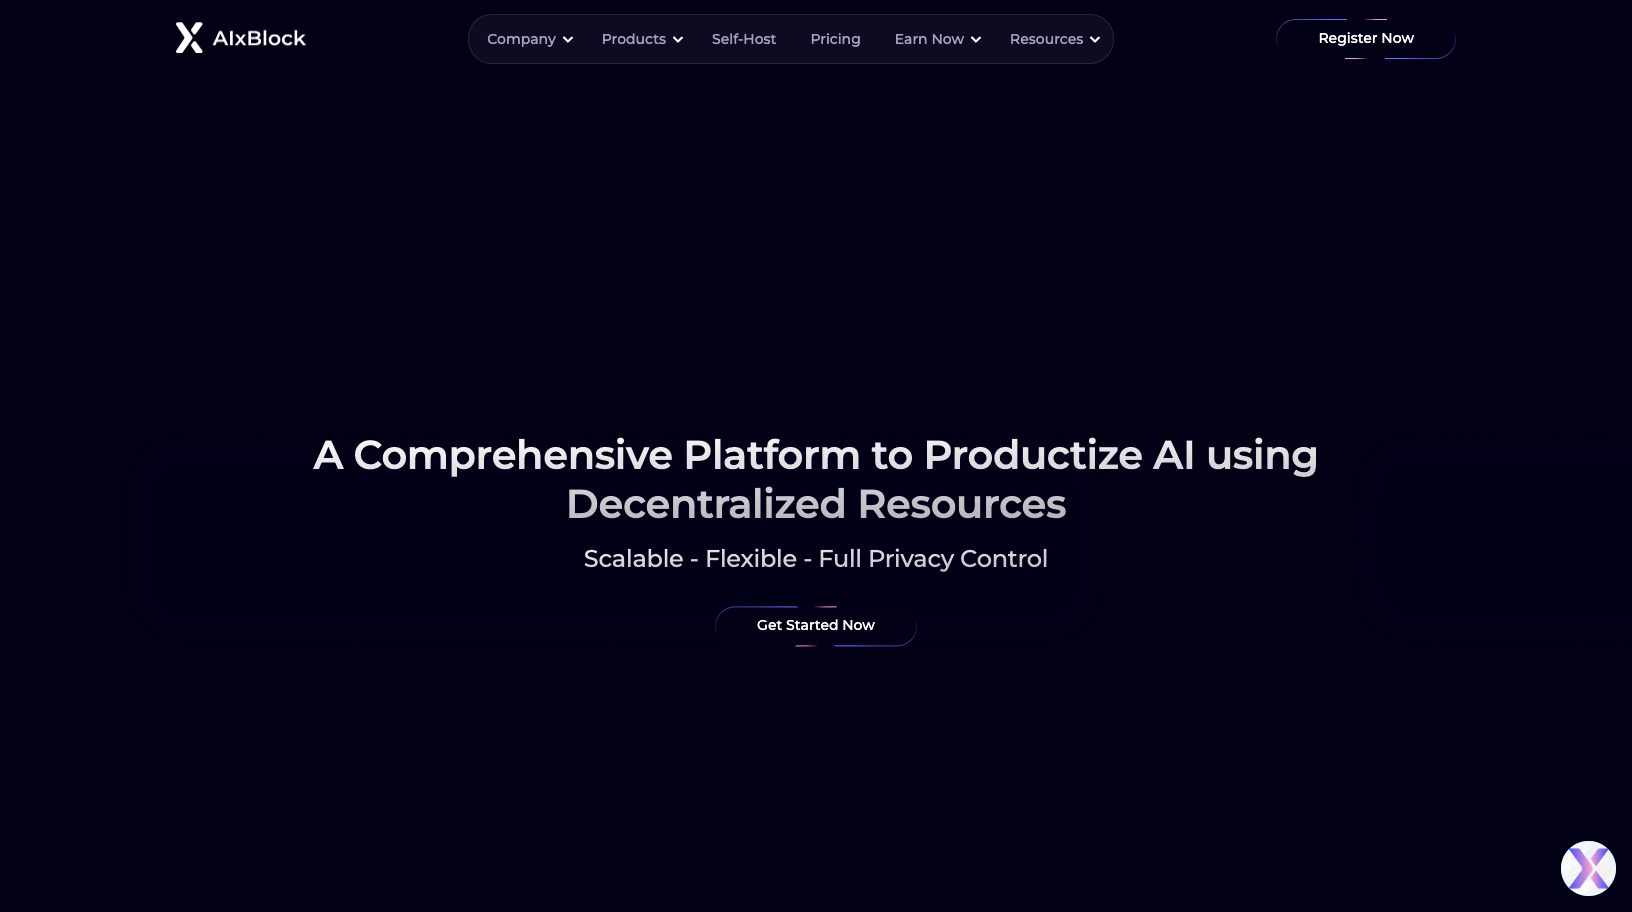 AIxBlock
Company
Products
Self-Host
Pricing
Earn Now
Resources
Register Now
A Comprehensive Platform to Productize AI using
Decentralized Resources
Scalable - Flexible - Full Privacy Control
Get Started Now